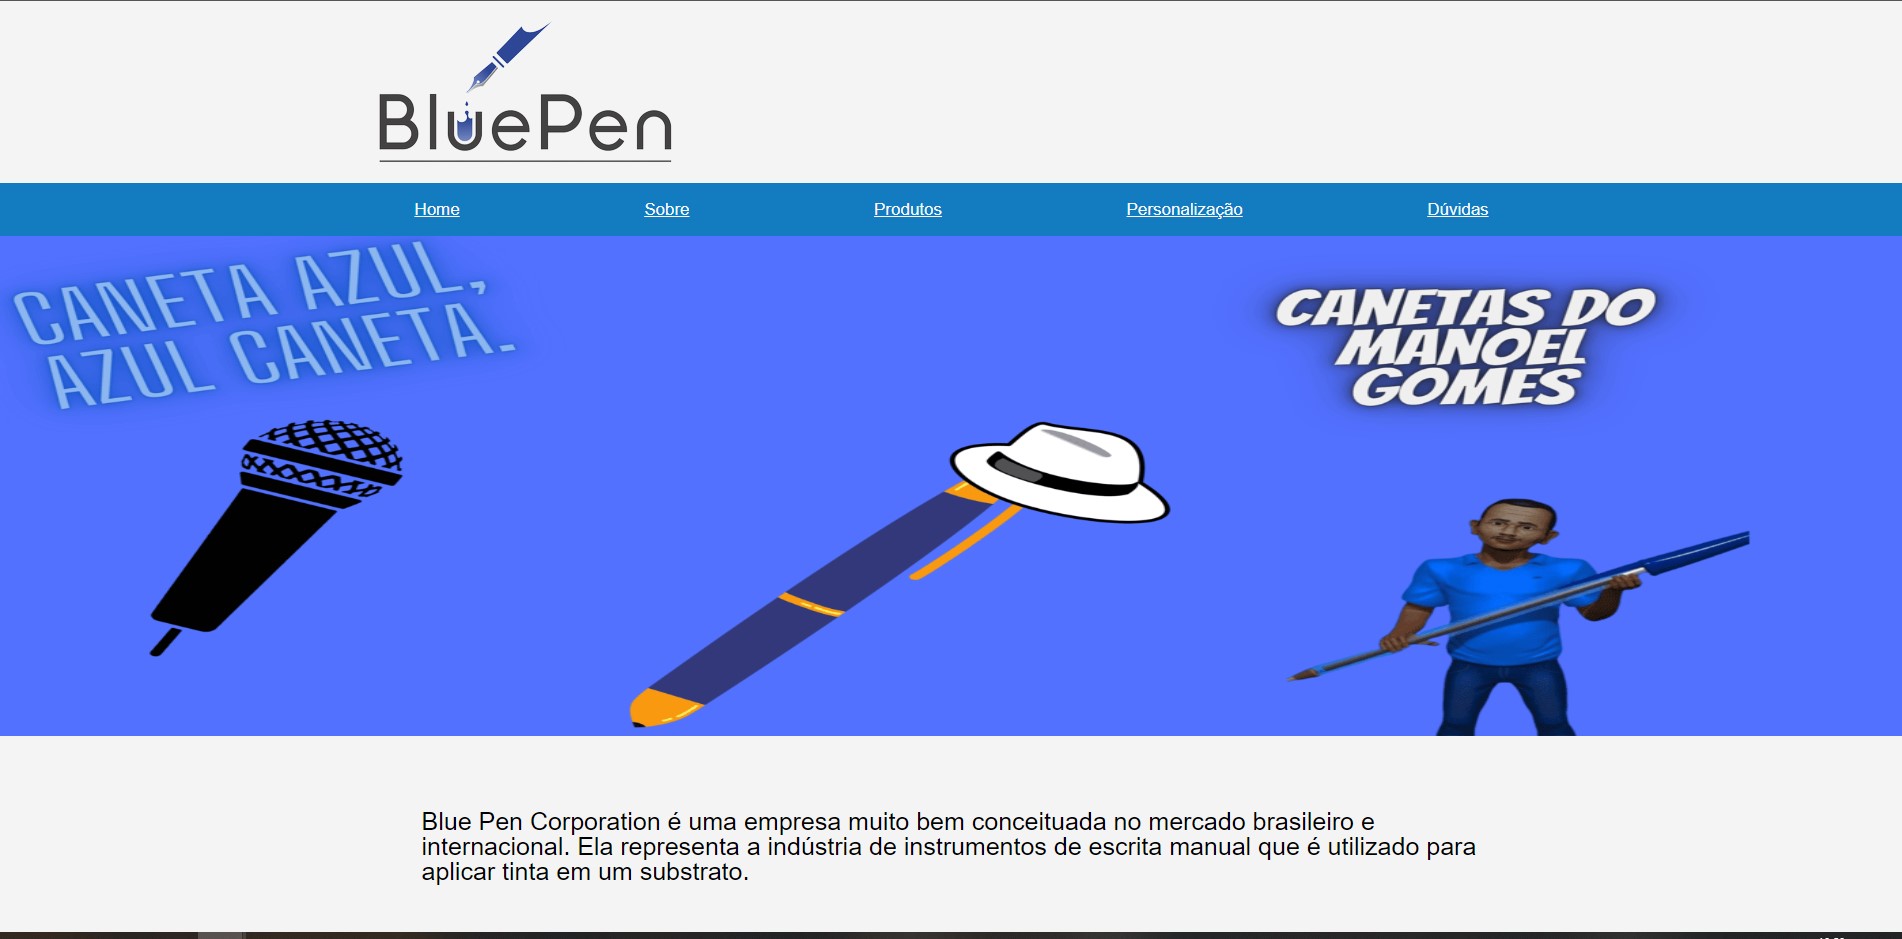 BluePen
Home
Sobre
Produtos
Personalização
Dúvidas
CANETA AZUL,
AZUL CANETA.
CANETAS DO
MANOEL
GOMES
Blue Pen Corporation é uma empresa muito bem conceituada no mercado brasileiro e
internacional. Ela representa a indústria de instrumentos de escrita manual que é utilizado para
aplicar tinta em um substrato.